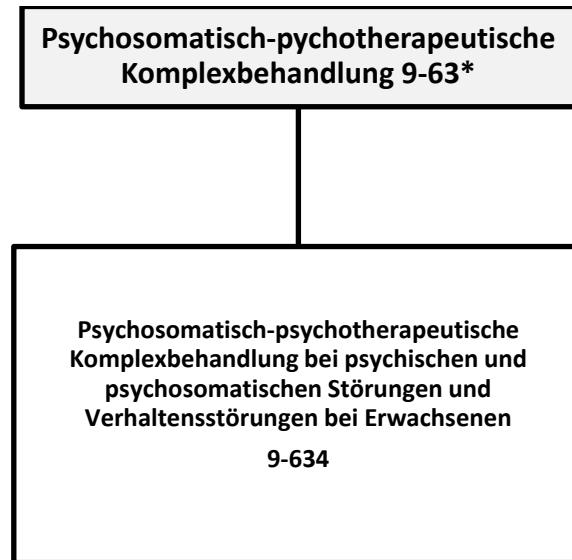 Psychosomatisch-pychotherapeutische
Komplexbehandlung 9-63*
Psychosomatisch-psychotherapeutische
Komplexbehandlung bei psychischen und
psychosomatischen Störungen und
Verhaltensstörungen bei Erwachsenen
9-634